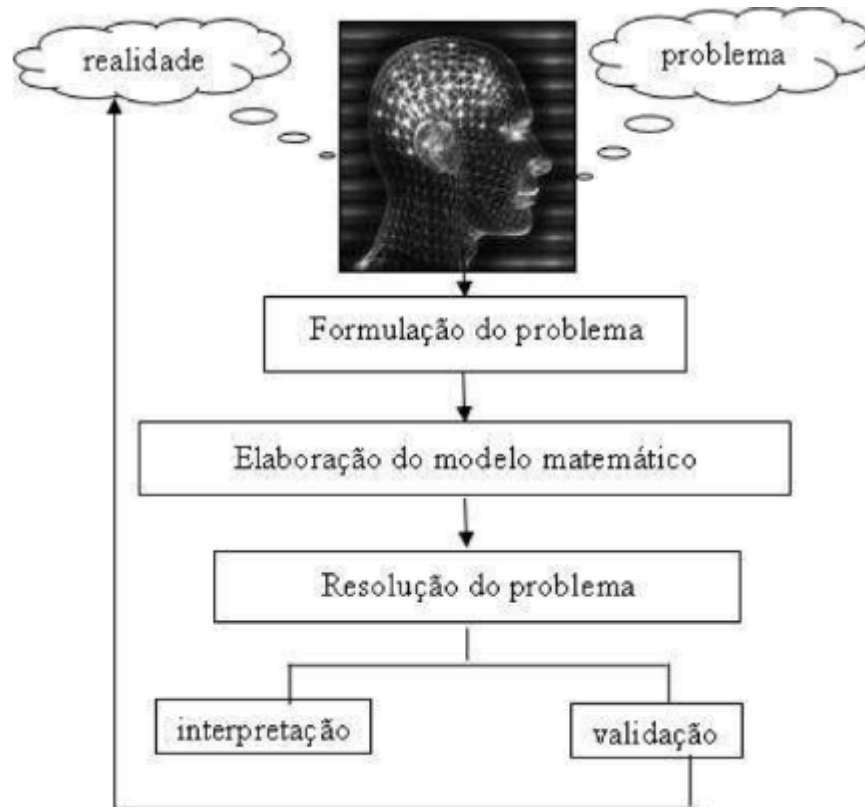 realidade
problema
Formulação do problema
Elaboração do modelo matemático
Resolução do problema
interpretação
validação